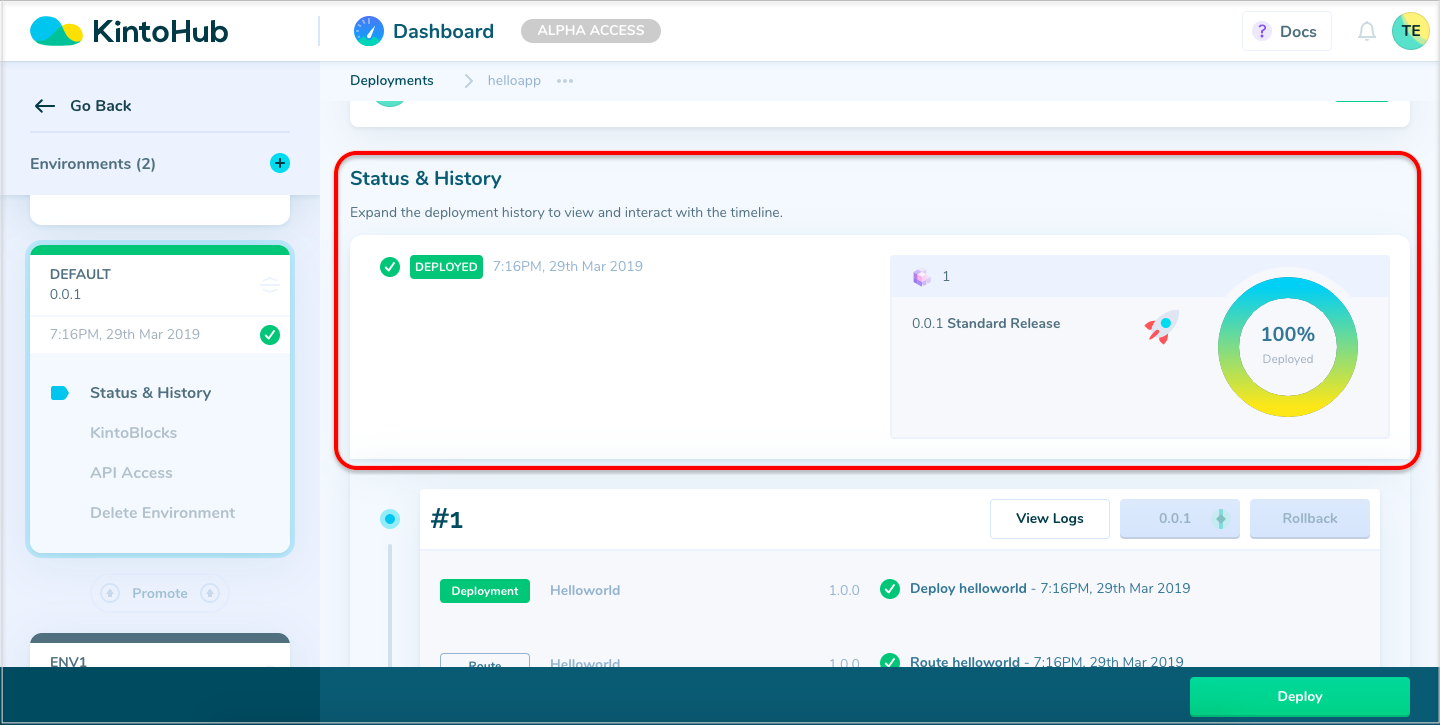 KintoHub
Dashboard
ALPHA ACCESS
? Docs
TE
Deployments
helloapp
Go Back
Environments (2)
DEFAULT
0.0.1
7:16PM, 29th Mar 2019
Status & History
KintoBlocks
API Access
Delete Environment
Promote
ENV1
Status & History
Expand the deployment history to view and interact with the timeline.
DEPLOYED 7:16PM, 29th Mar 2019
1
0.0.1 Standard Release
100%
Deployed
#1
View Logs
0.0.1
Rollback
Deployment Helloworld 1.0.0 Deploy helloworld - 7:16PM, 29th Mar 2019
Route Helloworld 1.0.0 Route helloworld - 7:16PM, 29th Mar 2019
Deploy